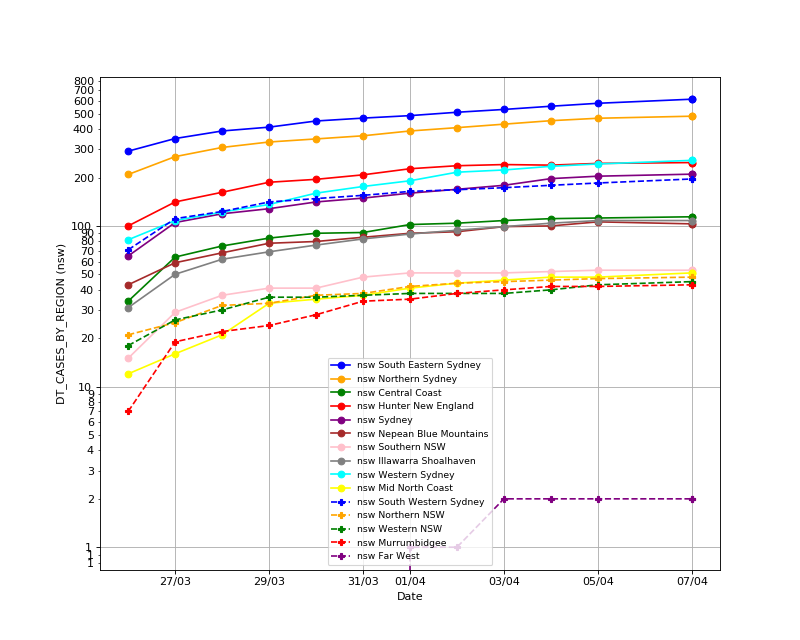 800
700
600
500
400
300
200
100
90
80
70
60
50
40
30
20
10
9
8
7
6
5
4
3
2
1
1
1
DT_CASES_BY_REGION (nsw)
nsw South Eastern Sydney
nsw Northern Sydney
nsw Central Coast
nsw Hunter New England
nsw Sydney
nsw Nepean Blue Mountains
nsw Southern NSW
nsw Illawarra Shoalhaven
nsw Western Sydney
nsw Mid North Coast
nsw South Western Sydney
nsw Northern NSW
nsw Western NSW
nsw Murrumbidgee
nsw Far West
27/03 29/03 31/03 01/04 03/04 05/04 07/04
Date